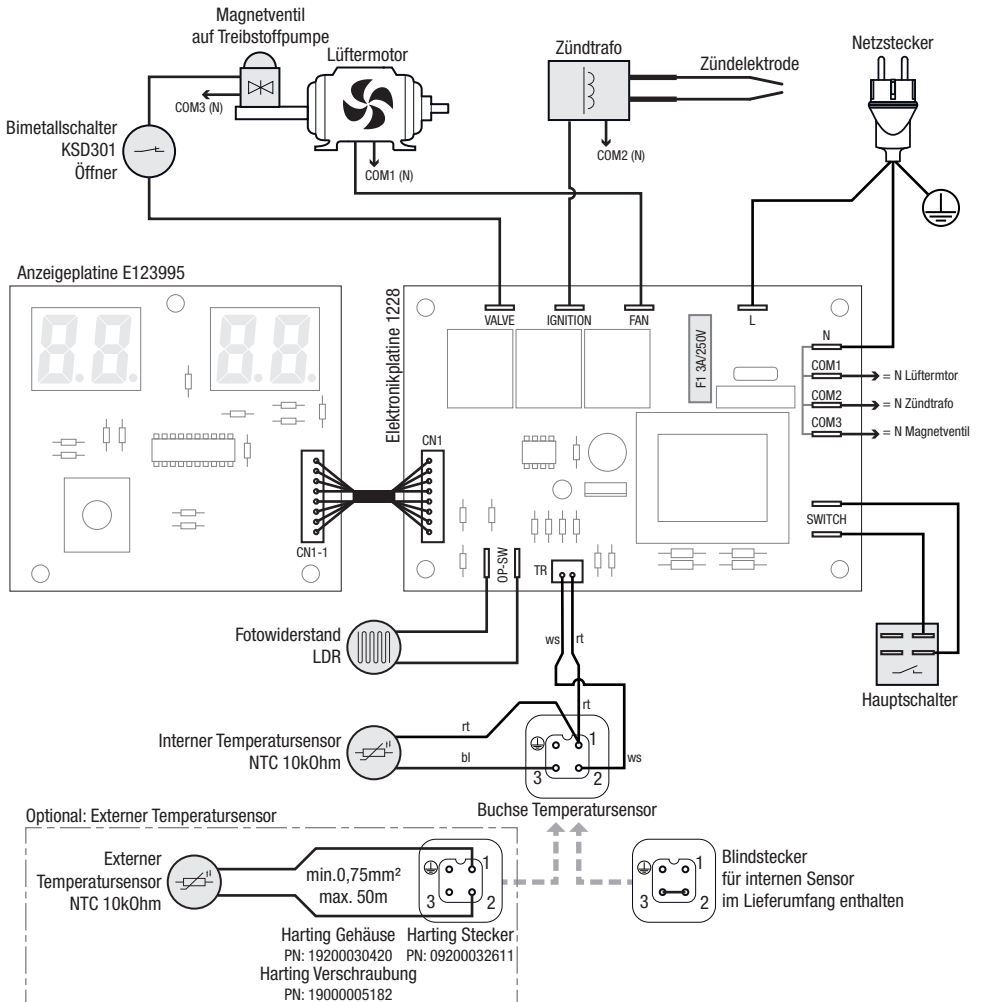 Magnetventil
auf Treibstoffpumpe
Lüftermotor
Zündtrafo
Zündelektrode
Netzstecker
COM3 (N)
Bimetallschalter
KSD301
Öffner
COM1 (N)
COM2 (N)
Anzeigeplatine E123995
88
88
Elektronikplatine 1228
VALVE
IGNITION
FAN
L
F1 3A/250V
N
COM1
= N Lüftermtor
COM2
= N Zündtrafo
COM3
= N Magnetventil
CN1
CN1-1
SWITCH
OP-SW
TR
Fotowiderstand
LDR
ws
rt
Hauptschalter
rt
rt
Interner Temperatursensor
NTC 10kOhm
bl
ws
1
3
2
Buchse Temperatursensor
Optional: Externer Temperatursensor
Externer
Temperatursensor
NTC 10kOhm
min.0,75mm²
max. 50m
1
3
2
1
3
2
Blindstecker
für internen Sensor
im Lieferumfang enthalten
Harting Gehäuse
PN: 19200030420
Harting Stecker
PN: 09200032611
Harting Verschraubung
PN: 19000005182